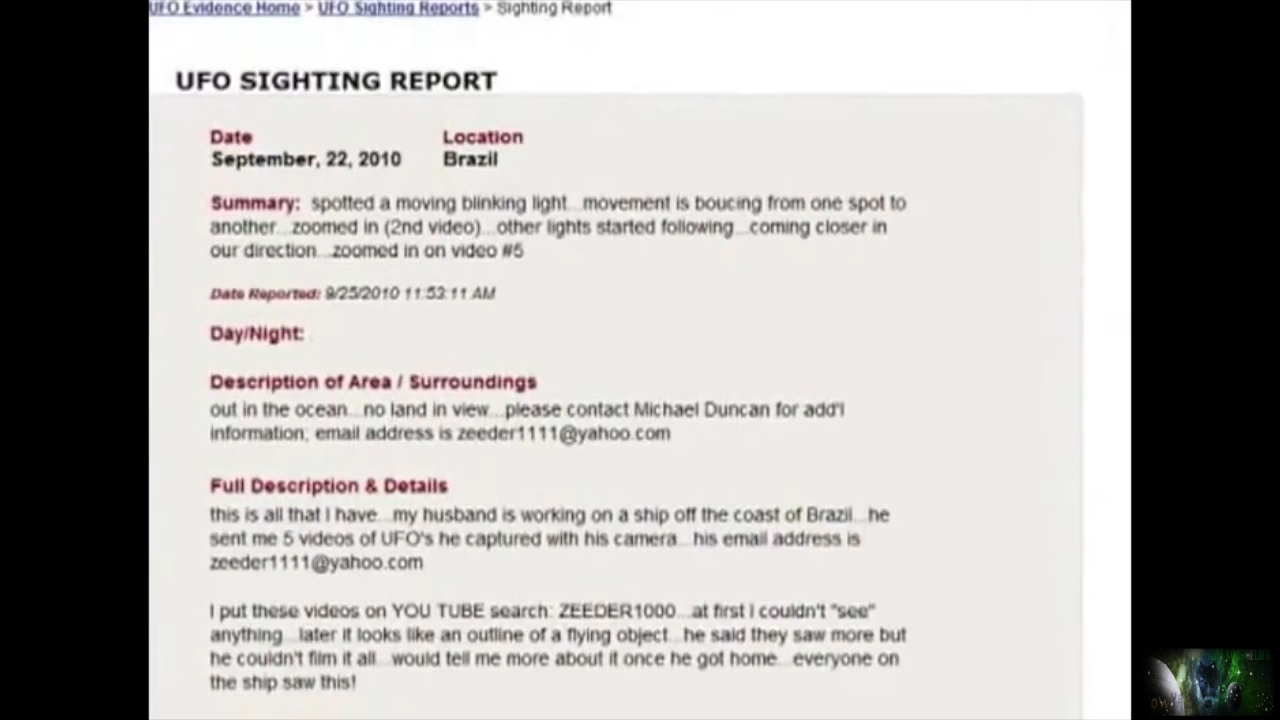 UFO Evidence Home > UFO Sighting Reports > Sighting Report
UFO SIGHTING REPORT
Date Location
September, 22, 2010 Brazil
Summary: spotted a moving blinking light...movement is boucing from one spot to
another...zoomed in (2nd video)...other lights started following...coming closer in
our direction...zoomed in on video #5
Date Reported: 9/25/2010 11:53:11 AM
Day/Night:
Description of Area / Surroundings
out in the ocean...no land in view...please contact Michael Duncan for add'l
information; email address is zeeder1111@yahoo.com
Full Description & Details
this is all that I have...my husband is working on a ship off the coast of Brazil...he
sent me 5 videos of UFO's he captured with his camera...his email address is
zeeder1111@yahoo.com
I put these videos on YOU TUBE search: ZEEDER1000...at first I couldn't "see"
anything...later it looks like an outline of a flying object...he said they saw more but
he couldn't film it all...would tell me more about it once he got home...everyone on
the ship saw this!